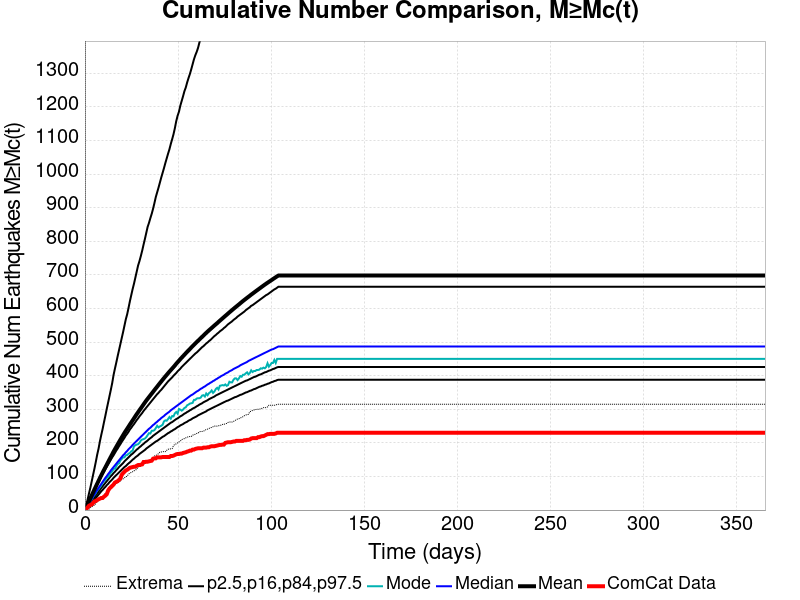 Cumulative Number Comparison, M≥Mc(t)
Cumulative Num Earthquakes M≥Mc(t)
1300
1200
1100
1000
900
800
700
600
500
400
300
200
100
0
0 50 100 150 200 250 300 350
Time (days)
Extrema p2.5,p16,p84,p97.5 Mode Median Mean ComCat Data